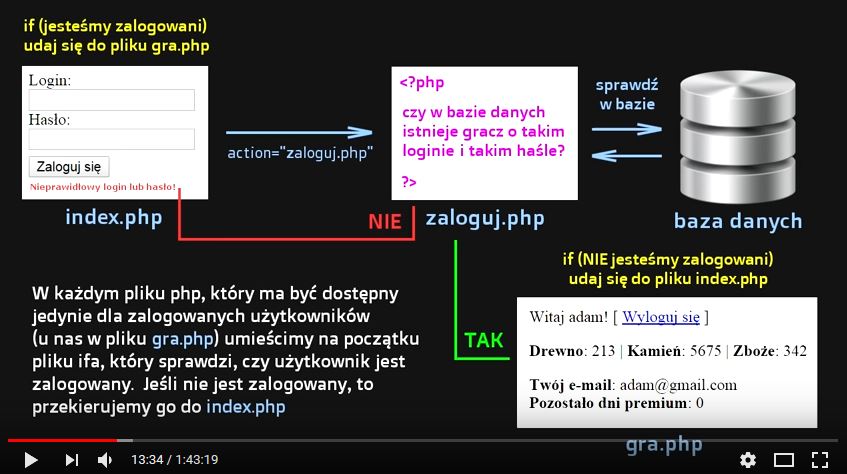 if (jesteśmy zalogowani)
udaj się do pliku gra.php
Login:
Hasło:
Zaloguj się
Nieprawidłowy login lub hasło!
index.php
action="zaloguj.php"
<?php
czy w bazie danych
istnieje gracz o takim
loginie i takim haśle?
?>
NIE
zaloguj.php
sprawdź
w bazie
baza danych
if (NIE jesteśmy zalogowani)
udaj się do pliku index.php
W każdym pliku php, który ma być dostępny
jedynie dla zalogowanych użytkowników
(u nas w pliku gra.php) umieścimy na początku
pliku ifa, który sprawdzi, czy użytkownik jest
zalogowany. Jeśli nie jest zalogowany, to
przekierujemy go do index.php
TAK
Witaj adam! [ Wyloguj się ]
Drewno: 213 | Kamień: 5675 | Zboże: 342
Twój e-mail: adam@gmail.com
Pozostało dni premium: 0
gra.php
13:34 / 1:43:19